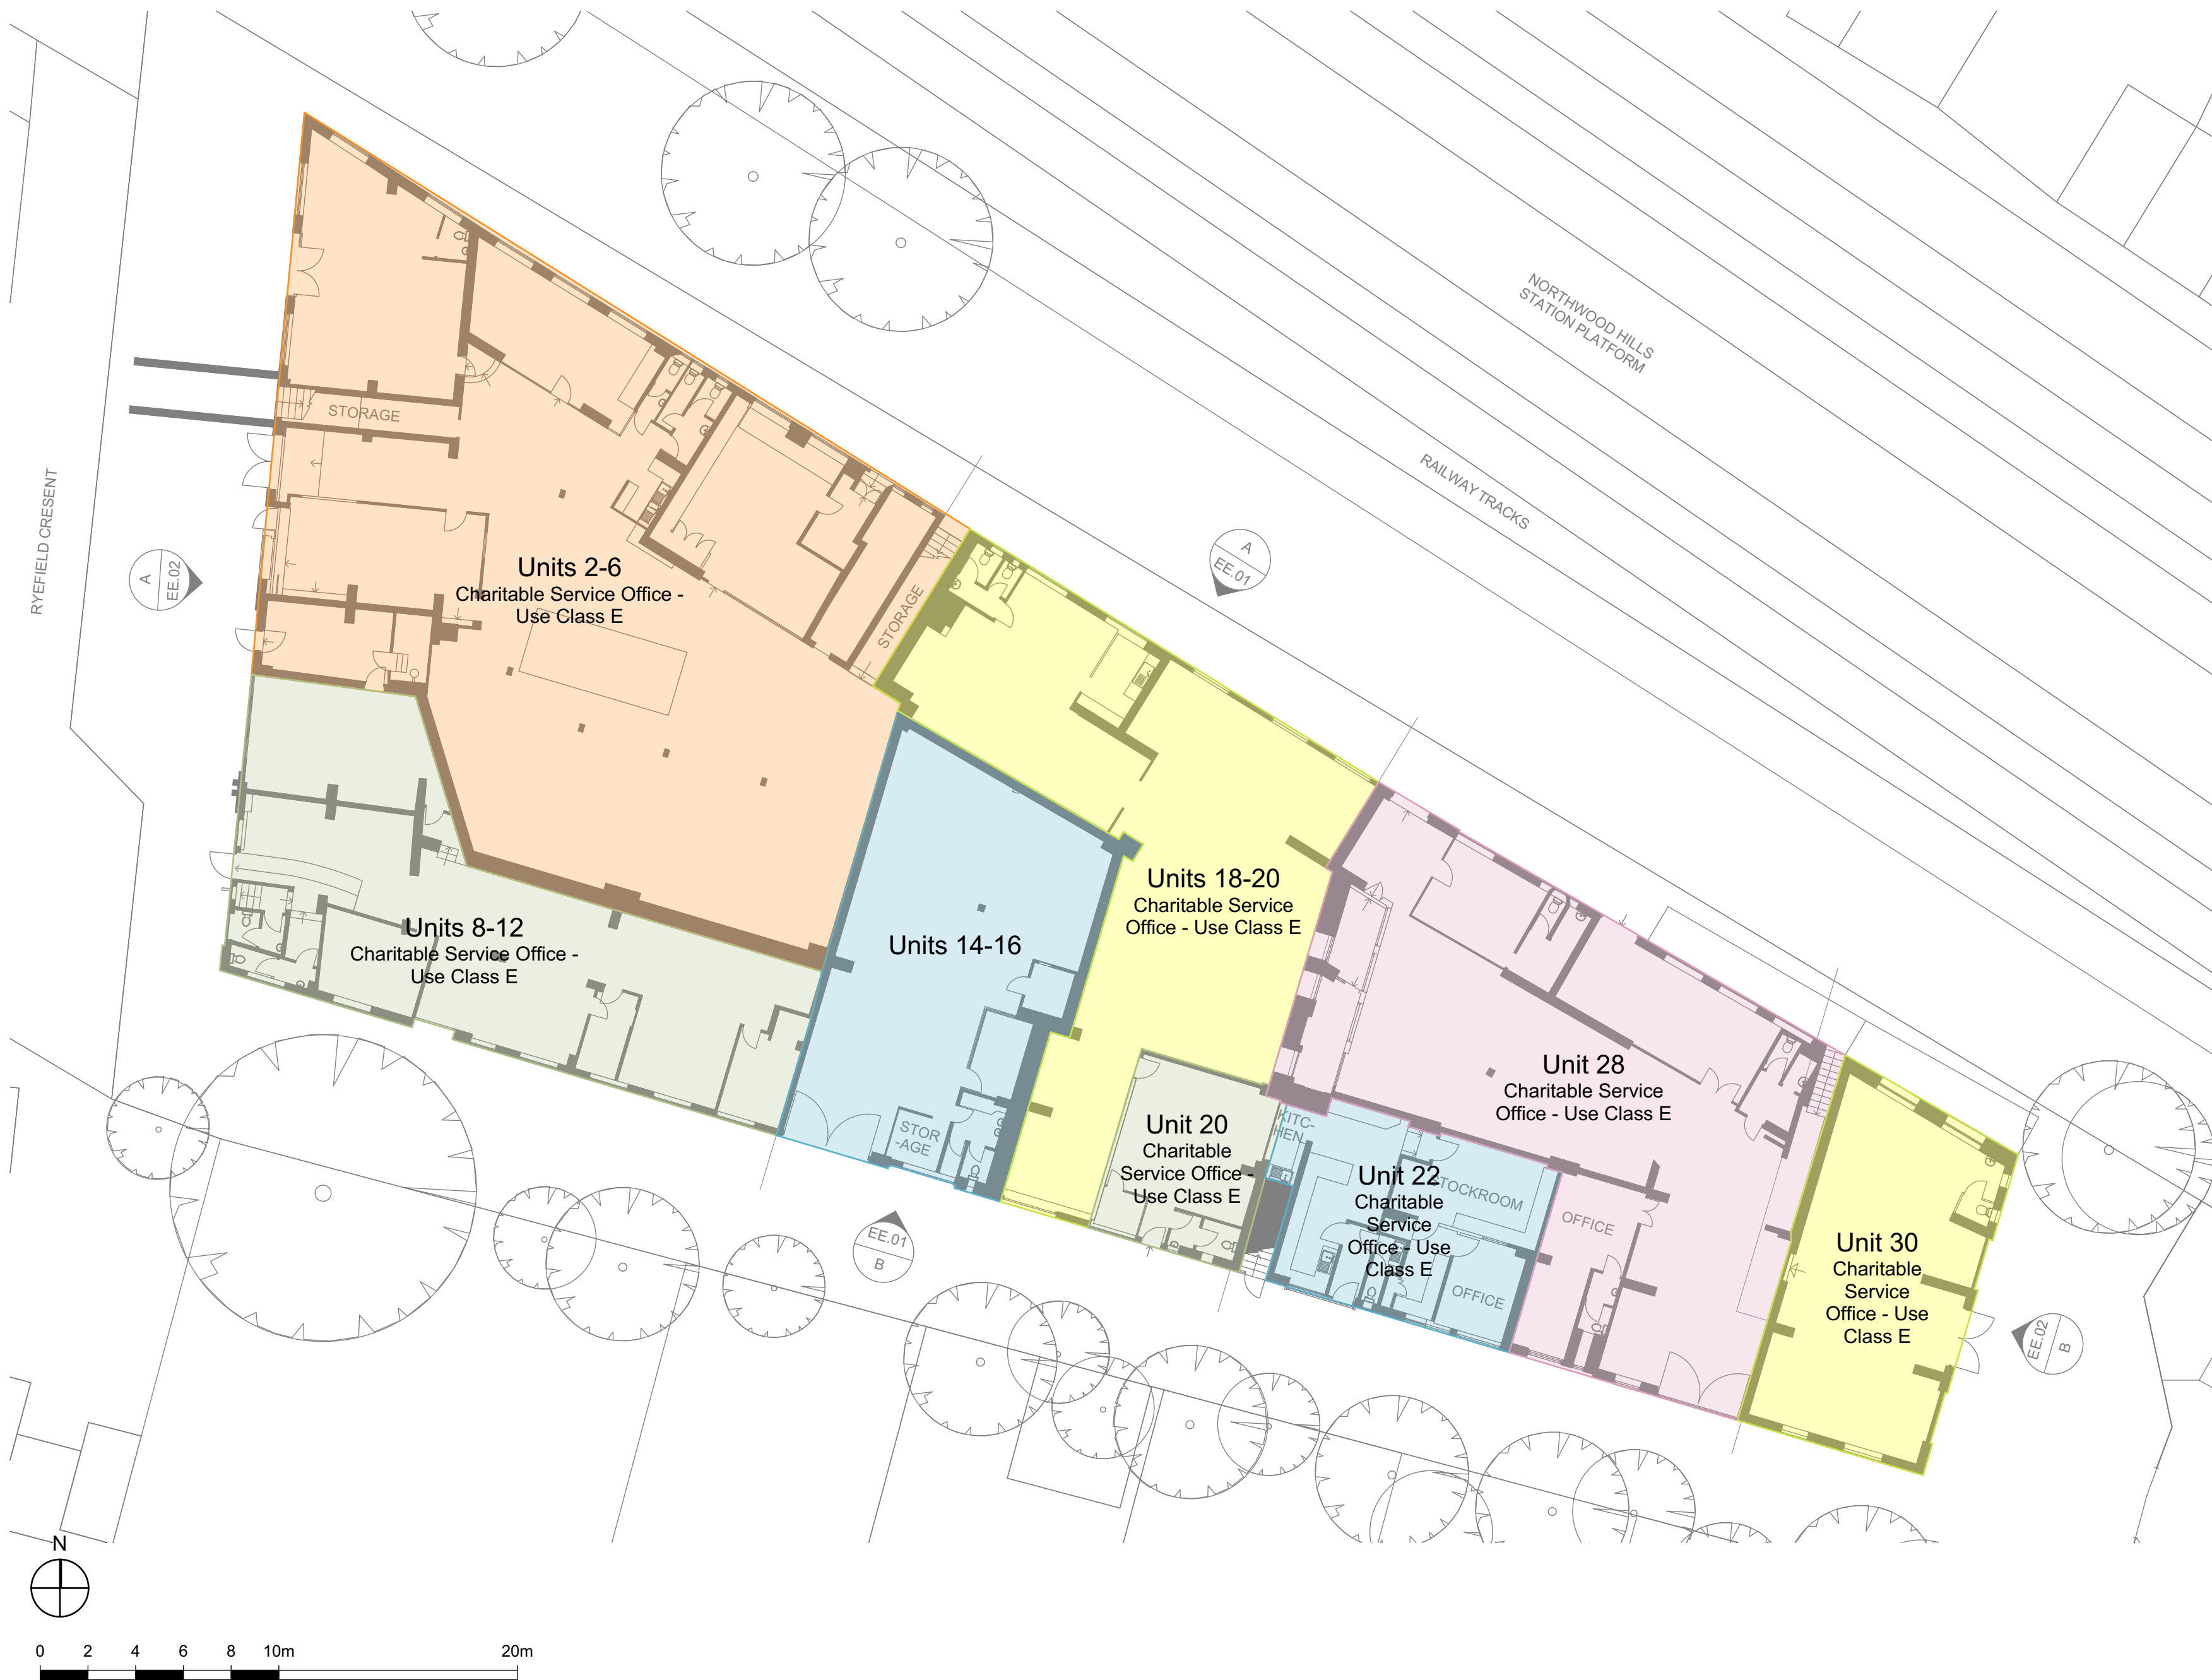 NORTHWOOD HILLS
STATION PLATFORM
RAILWAY TRACKS
RYEFIELD CRESENT
STORAGE
A
EE.02
A
EE.01
Units 2-6
Charitable Service Office -
Use Class E
STORAGE
Units 8-12
Charitable Service Office -
Use Class E
Units 14-16
STOR
-AGE
Units 18-20
Charitable Service
Office - Use Class E
Unit 20
Charitable
Service Office -
Use Class E
KITC-
HEN
Unit 22
Charitable
Service
Office - Use
Class E
STOCKROOM
OFFICE
Unit 28
Charitable Service
Office - Use Class E
OFFICE
Unit 30
Charitable
Service
Office - Use
Class E
EE.01
B
EE.02
B
N
0 2 4 6 8 10m 20m